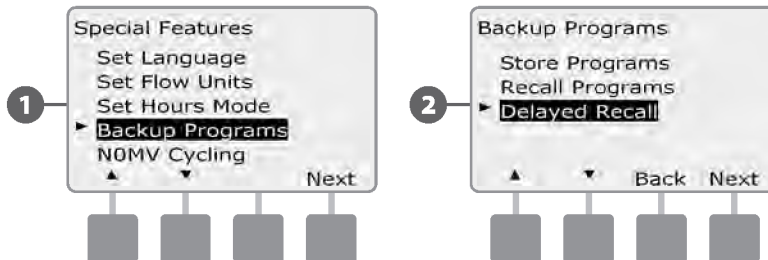 Special Features
Set Language
Set Flow Units
Set Hours Mode
1
Backup Programs
N0MV Cycling
Next
Backup Programs
Store Programs
Recall Programs
2
Delayed Recall
Back Next